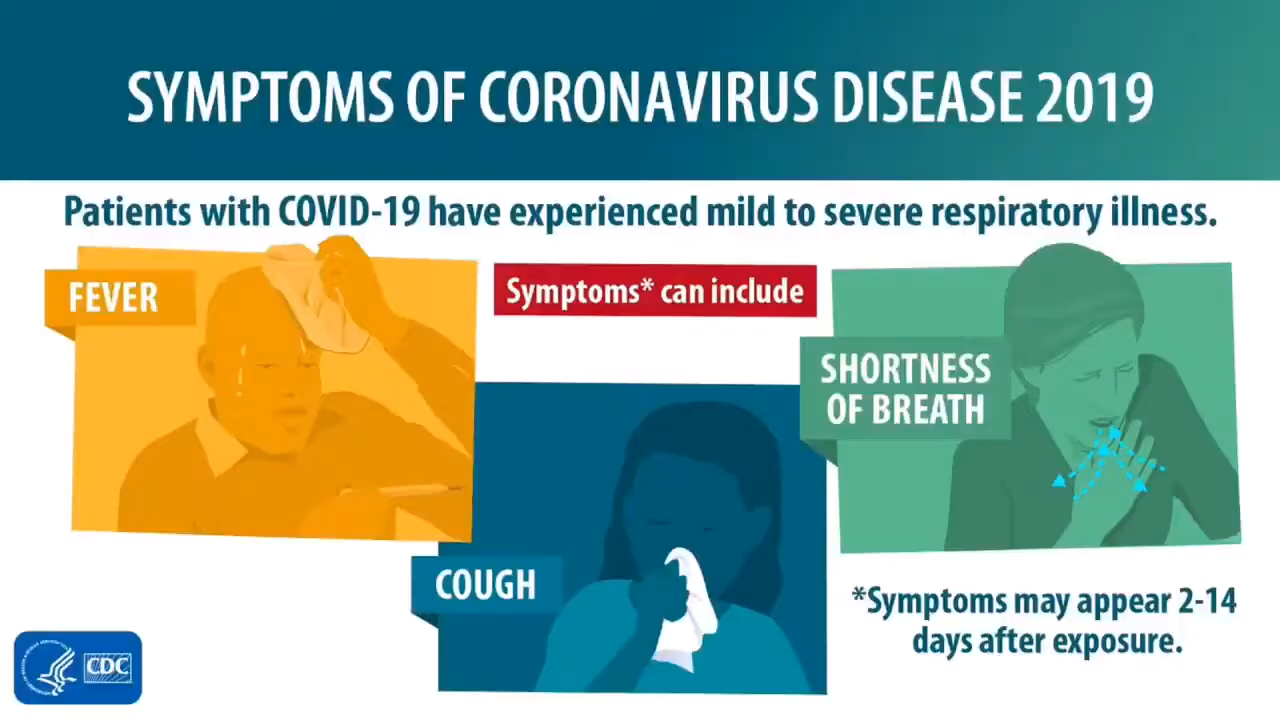 SYMPTOMS OF CORONAVIRUS DISEASE 2019
Patients with COVID-19 have experienced mild to severe respiratory illness.
FEVER
Symptoms* can include
SHORTNESS
OF BREATH
COUGH
*Symptoms may appear 2-14
days after exposure.
CDC